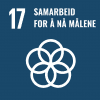 17 SAMARBEID
FOR Å NÅ MÅLENE